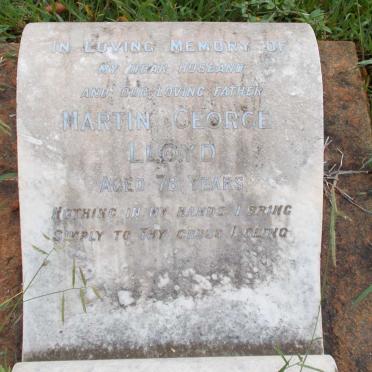 In Loving Memory of
my dear husband
and our loving father
Martin George
Lloyd
Aged 76 years
Nothing in my hands I bring
Simply to Thy cross I cling